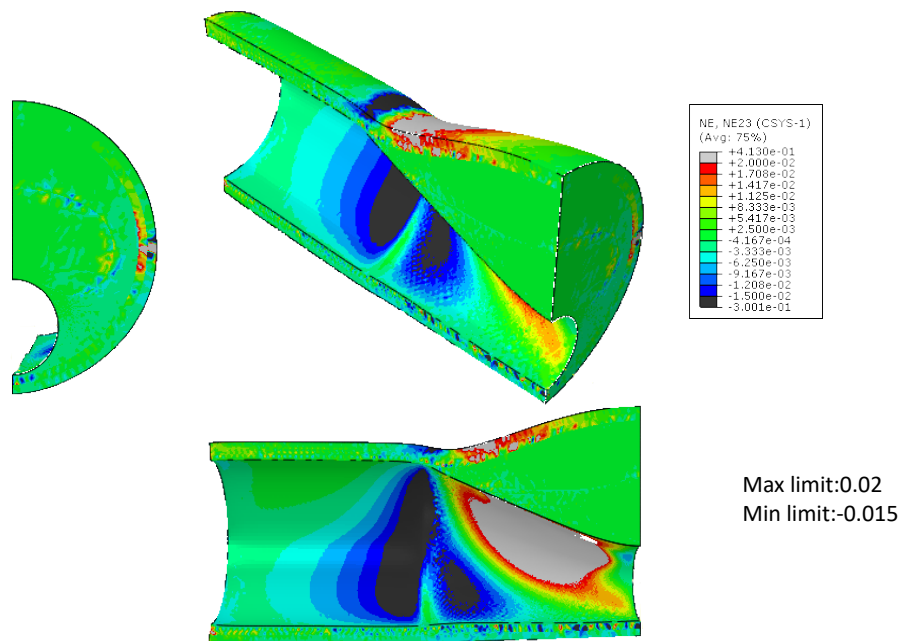 NE, NE23 (CSYS-1)
(Avg: 75%)
+4.130e-01
+2.000e-02
+1.708e-02
+1.417e-02
+1.125e-02
+8.333e-03
+5.417e-03
+2.500e-03
-4.167e-04
-3.333e-03
-6.250e-03
-9.167e-03
-1.208e-02
-1.500e-02
-3.001e-01
Max limit:0.02
Min limit:-0.015